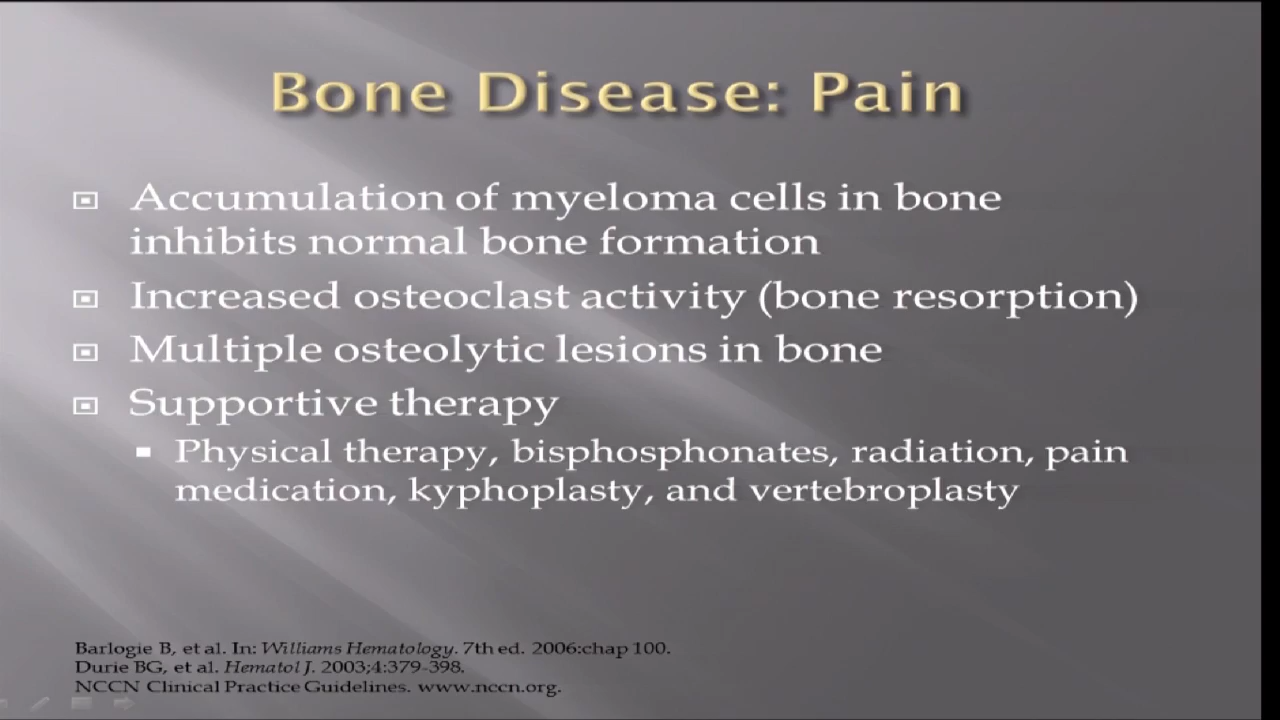 Bone Disease: Pain
Accumulation of myeloma cells in bone
inhibits normal bone formation
Increased osteoclast activity (bone resorption)
Multiple osteolytic lesions in bone
Supportive therapy
Physical therapy, bisphosphonates, radiation, pain
medication, kyphoplasty, and vertebroplasty
Barlogie B, et al. In: Williams Hematology. 7th ed. 2006:chap 100.
Durie BG, et al. Hematol J. 2003;4:379-398.
NCCN Clinical Practice Guidelines. www.nccn.org.